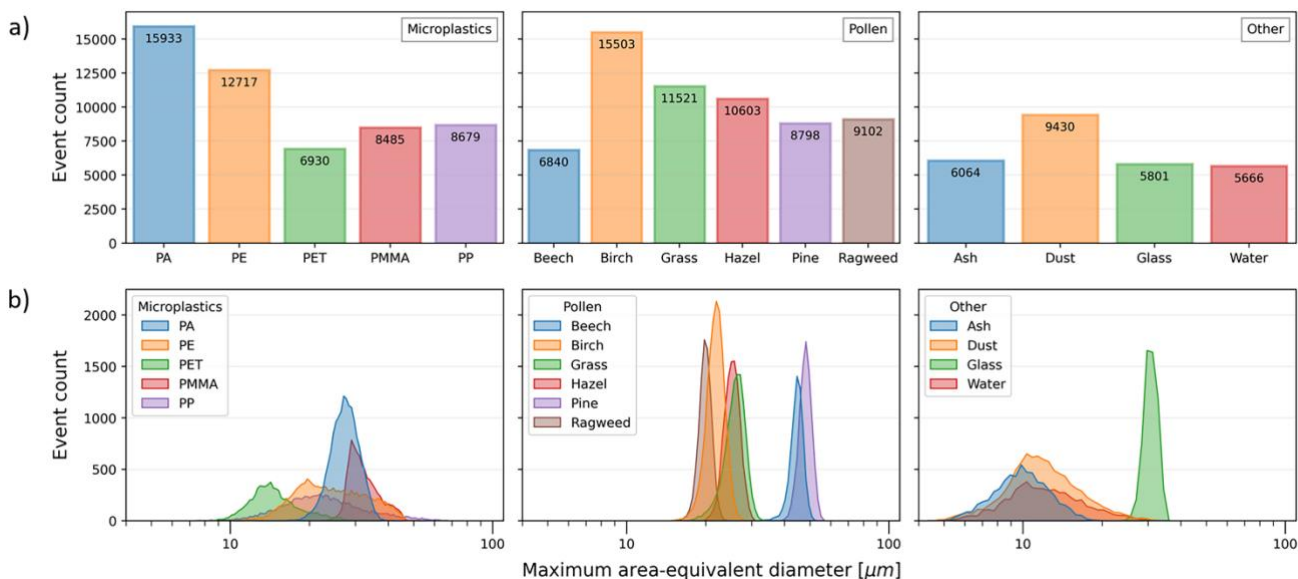 a)
Event count
15000
12500
10000
7500
5000
2500
0
Microplastics
15933
12717
6930
8485
8679
PA PE PET PMMA PP
Pollen
6840
15503
11521
10603
8798
9102
Beech Birch Grass Hazel Pine Ragweed
Other
6064
9430
5801
5666
Ash Dust Glass Water
b)
Event count
2000
1500
1000
500
0
Microplastics
PA
PE
PET
PMMA
PP
10 100
Pollen
Beech
Birch
Grass
Hazel
Pine
Ragweed
10 100
Other
Ash
Dust
Glass
Water
10 100
Maximum area-equivalent diameter [μm]